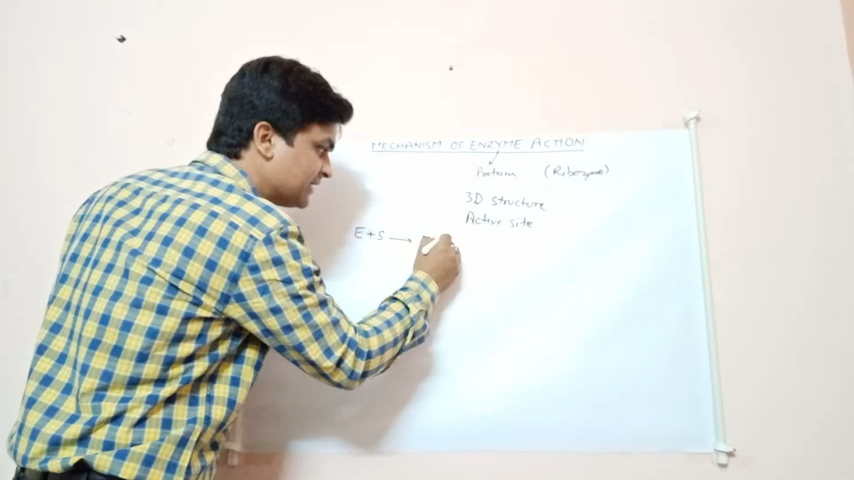 MECHANISM OF ENZYME ACTION
Protein (Ribozyme)
3D structure
Active site
E+S →